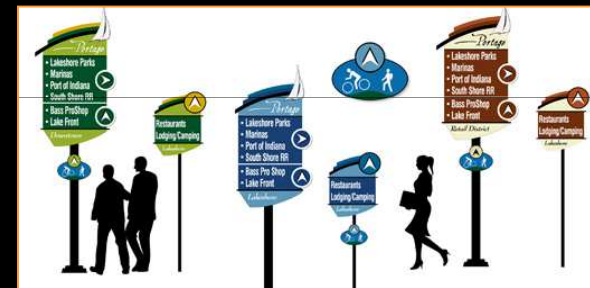 Portage
• Lakeshore Parks
• Marinas
• Port of Indiana
• South Shore RR
• Bass ProShop
• Lake Front
Downtown
Restaurants
Lodging/Camping
Lakeshore
Portage
• Lakeshore Parks
• Marinas
• Port of Indiana
• South Shore RR
• Bass Pro Shop
• Lake Front
Lakeshore
Restaurants
Lodging/Camping
Lakeshore
Portage
• Lakeshore Parks
• Marinas
• Port of Indiana
• South Shore RR
• Bass ProShop
• Lake Front
Retail District
Restaurants
Lodging/Camping
Lakeshore